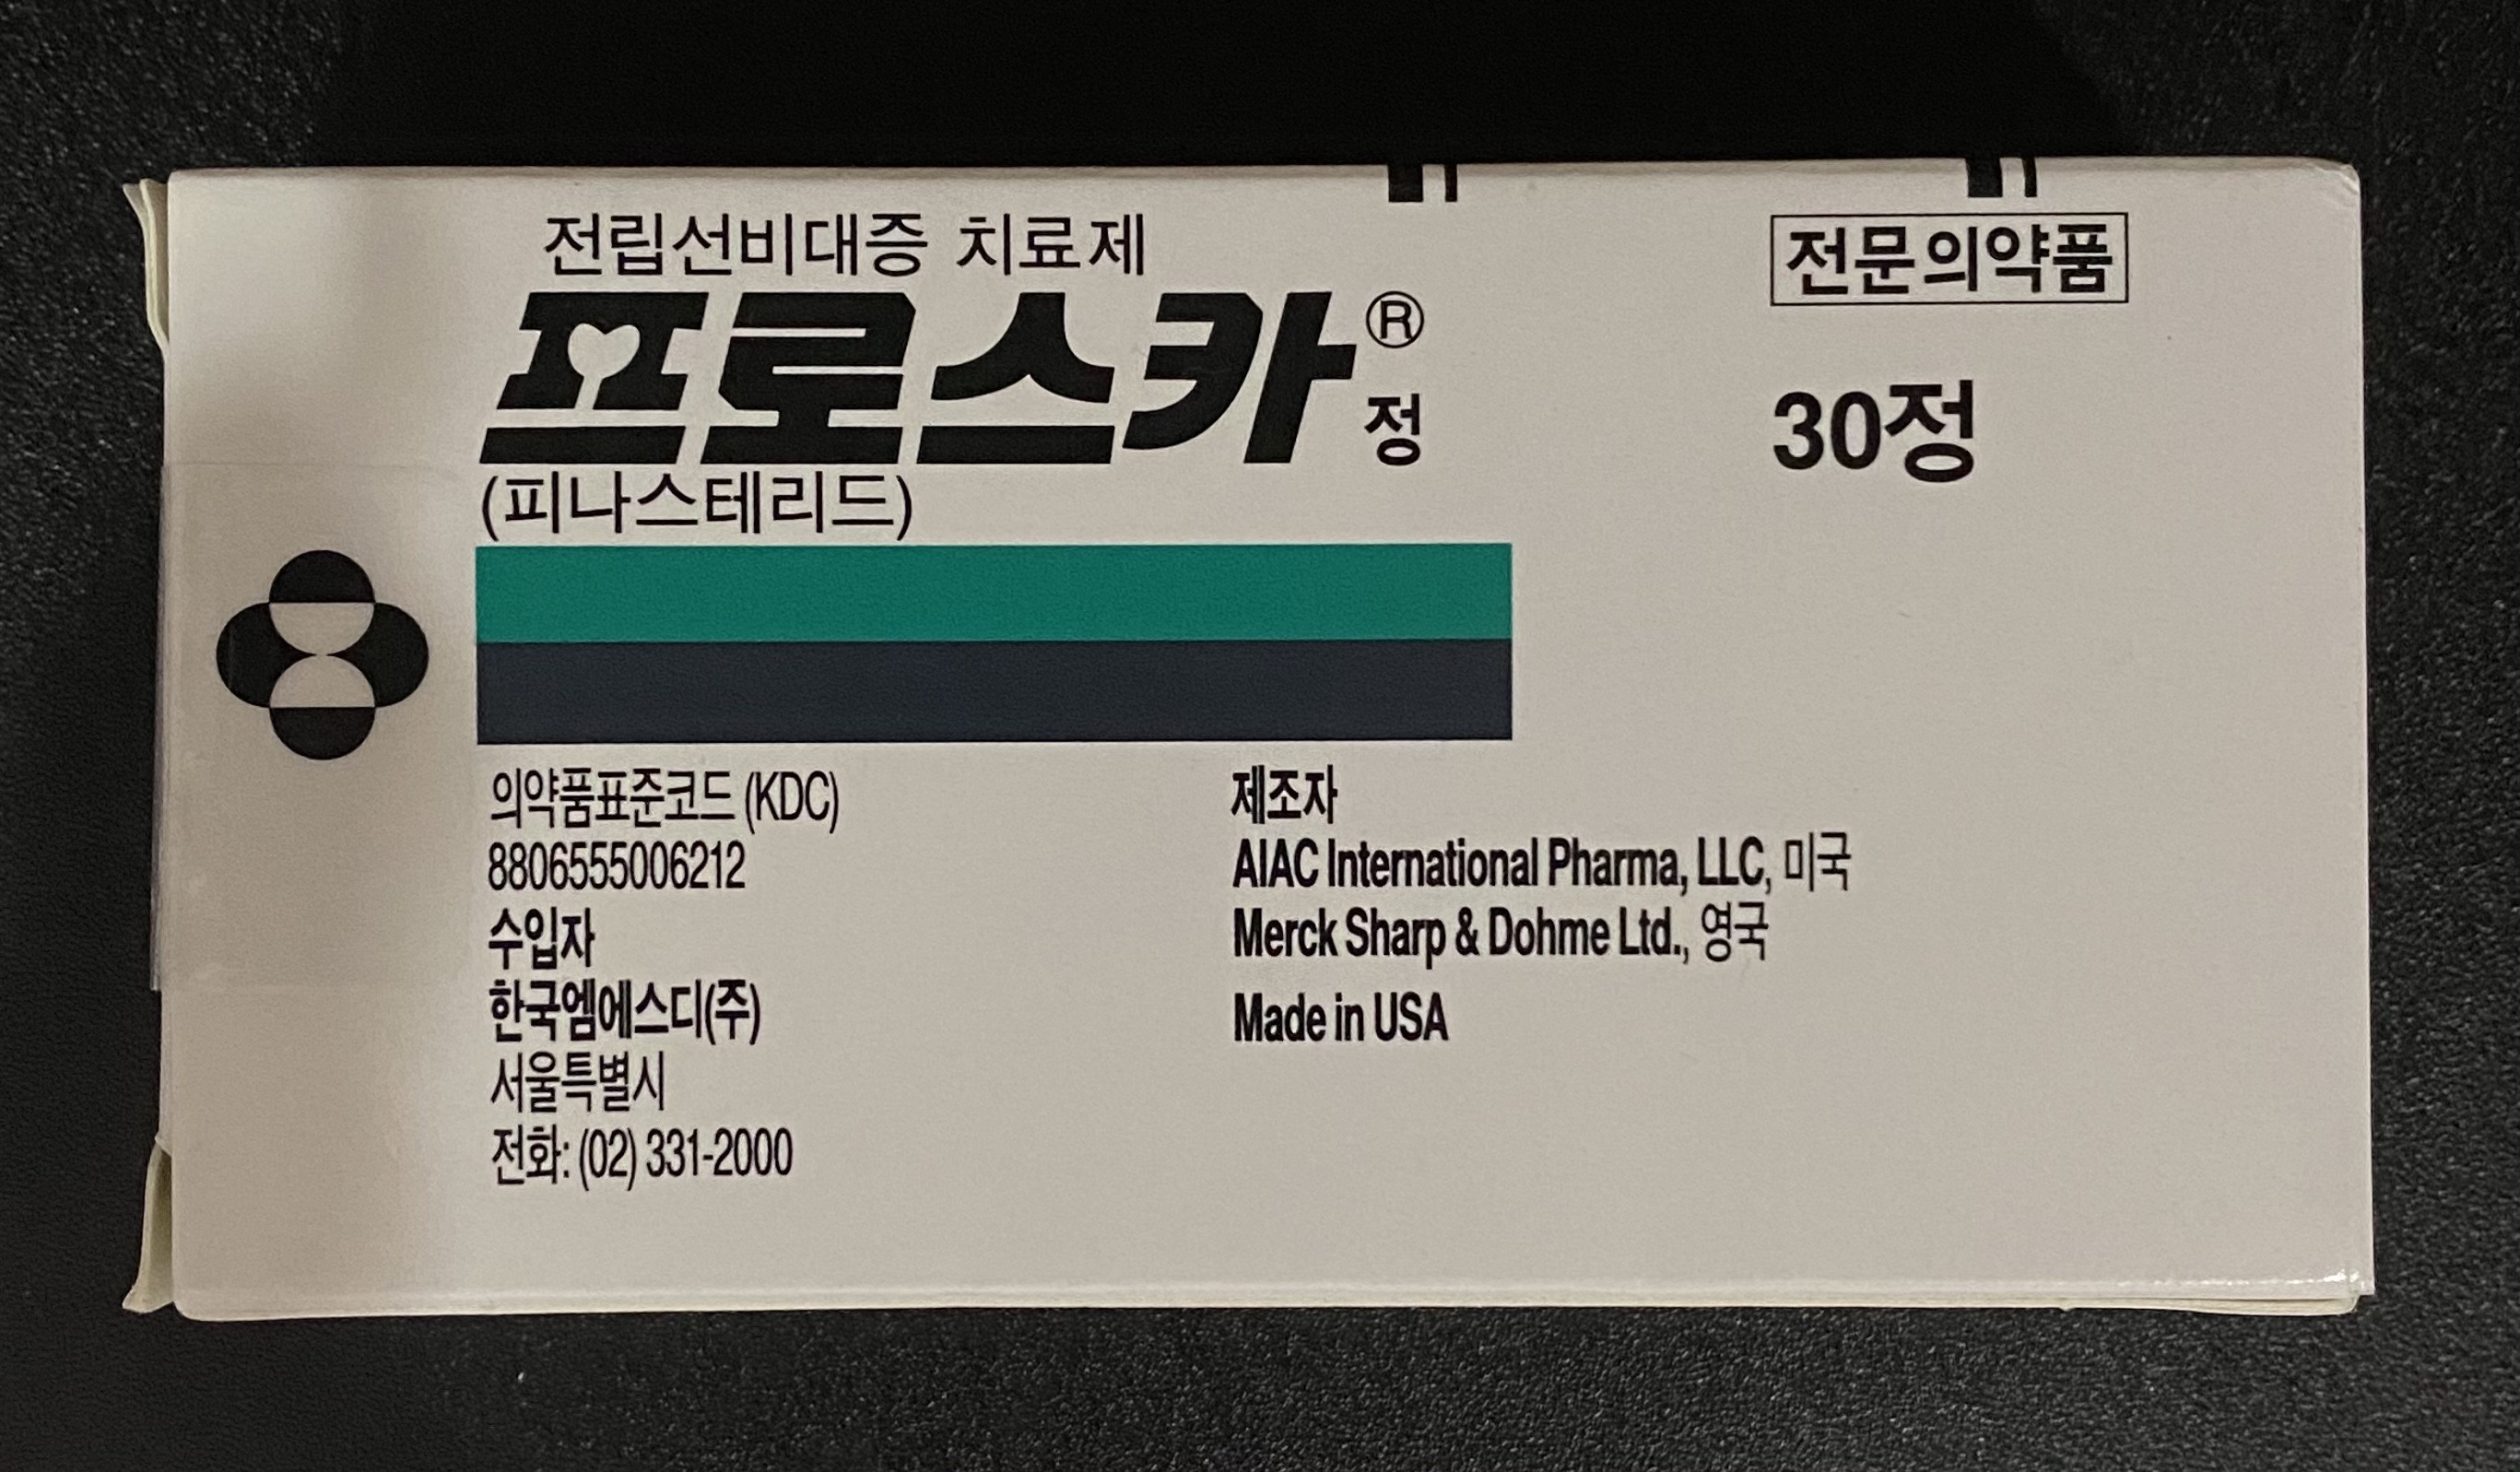 전립선비대증 치료제
전문의약품
프로스카® 정
30정
(피나스테리드)
의약품표준코드 (KDC)
8806555006212
수입자
한국엠에스디(주)
서울특별시
전화: (02) 331-2000
제조자
AIAC International Pharma, LLC, 미국
Merck Sharp & Dohme Ltd., 영국
Made in USA